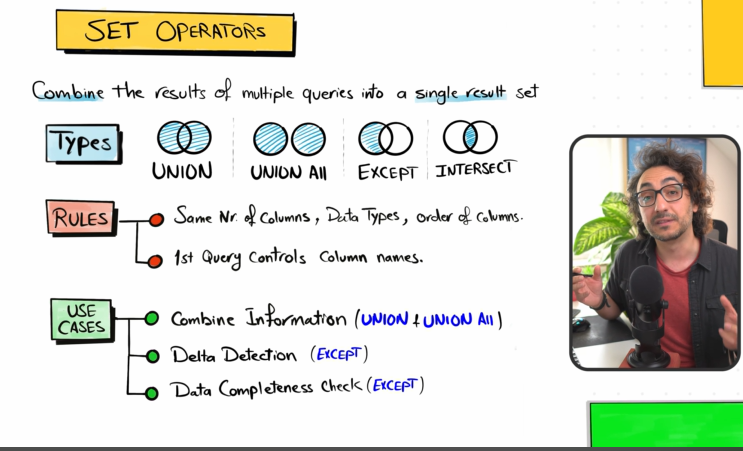 SET OPERATORS
Combine the results of multiple queries into a single result set
Types
UNION
UNION All
EXCEPT
INTERSECT
RULES
Same Nr. of Columns, Data Types, order of columns.
1st Query Controls Column names.
USE CASES
Combine Information (UNION + UNION All)
Delta Detection (EXCEPT)
Data Completeness Check (EXCEPT)